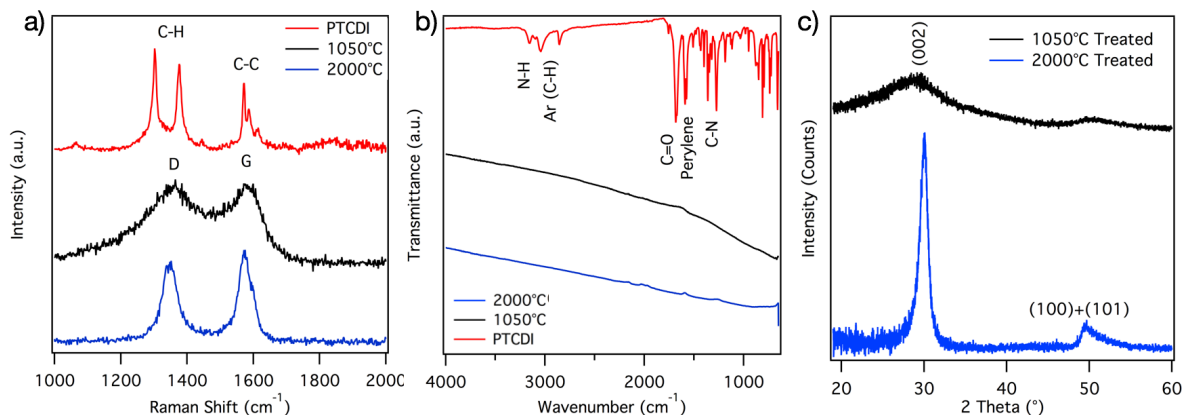 a)
C-H
PTCDI
1050°C
2000°C
C-C
D
G
Intensity (a.u.)
1000
1200
1400
1600
1800
2000
Raman Shift (cm⁻¹)
b)
N-H
Ar (C-H)
C=O
Perylene
C-N
Transmittance (a.u.)
2000°C
1050°C
PTCDI
4000
3000
2000
1000
Wavenumber (cm⁻¹)
c)
(002)
1050°C Treated
2000°C Treated
Intensity (Counts)
(100)+(101)
20
30
40
50
60
2 Theta (°)